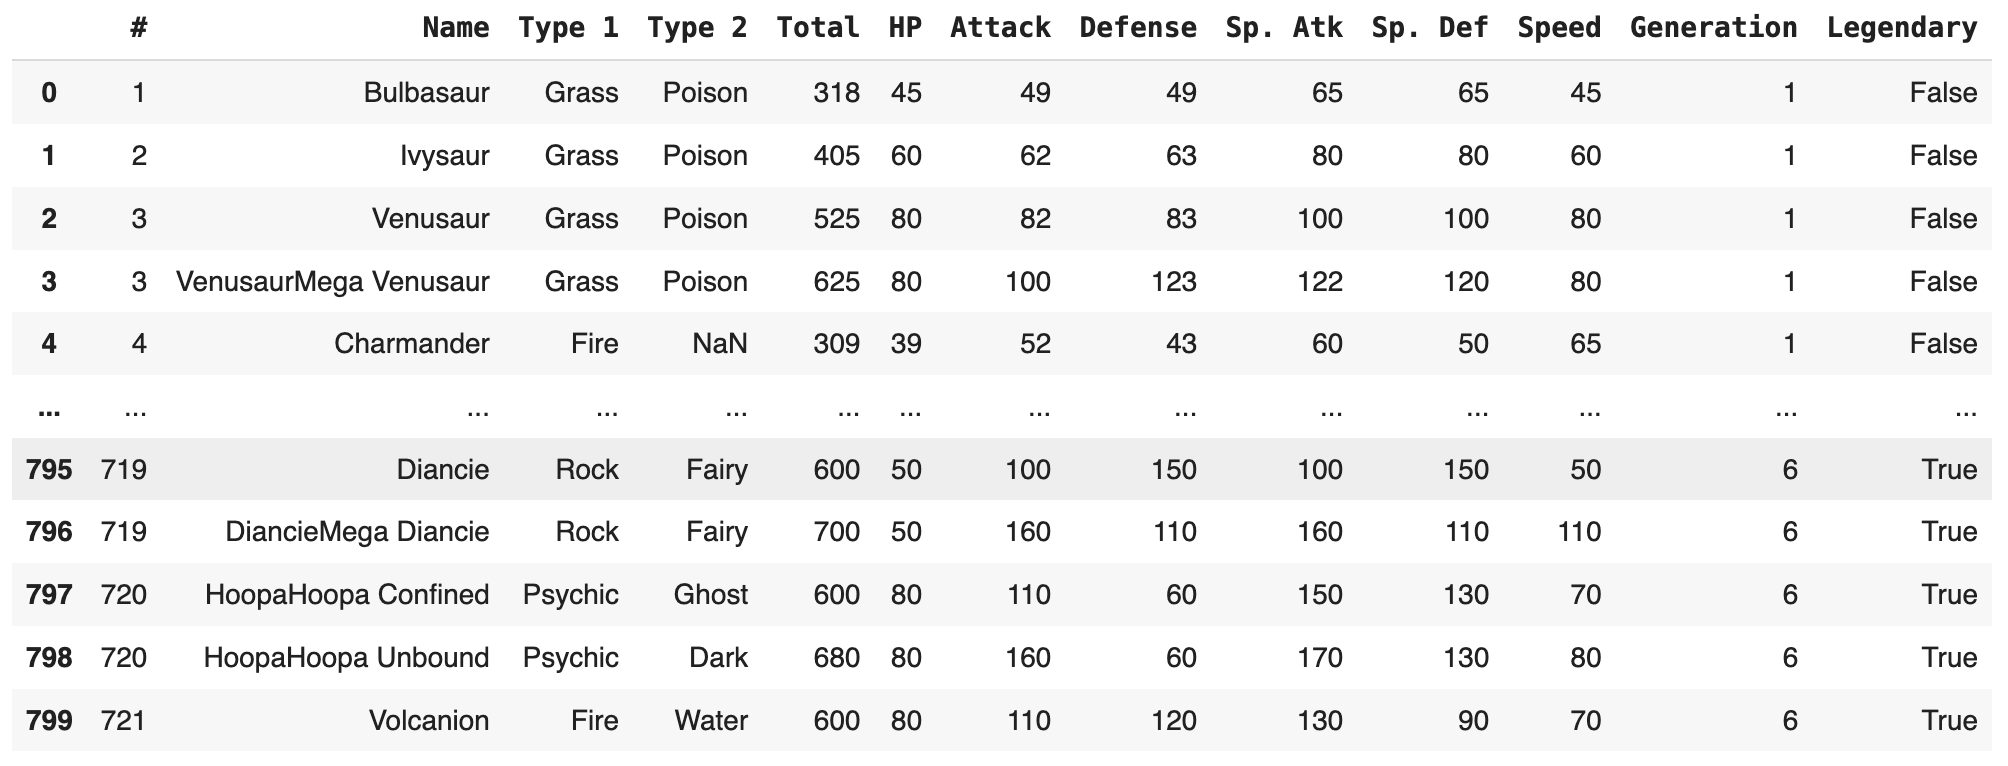 # Name Type 1 Type 2 Total HP Attack Defense Sp. Atk Sp. Def Speed Generation Legendary
0 1 Bulbasaur Grass Poison 318 45 49 49 65 65 45 1 False
1 2 Ivysaur Grass Poison 405 60 62 63 80 80 60 1 False
2 3 Venusaur Grass Poison 525 80 82 83 100 100 80 1 False
3 3 VenusaurMega Venusaur Grass Poison 625 80 100 123 122 120 80 1 False
4 4 Charmander Fire NaN 309 39 52 43 60 50 65 1 False
... ... ... ... ... ... ... ... ... ... ... ... ... ...
795 719 Diancie Rock Fairy 600 50 100 150 100 150 50 6 True
796 719 DiancieMega Diancie Rock Fairy 700 50 160 110 160 110 110 6 True
797 720 HoopaHoopa Confined Psychic Ghost 600 80 110 60 150 130 70 6 True
798 720 HoopaHoopa Unbound Psychic Dark 680 80 160 60 170 130 80 6 True
799 721 Volcanion Fire Water 600 80 110 120 130 90 70 6 True